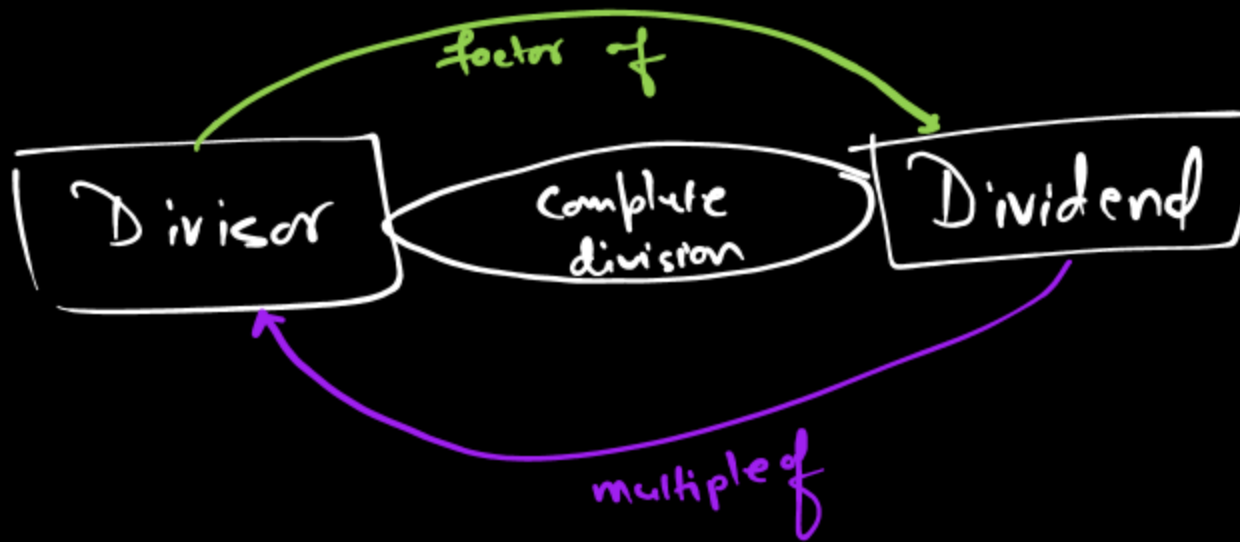 factor of
Divisor
Complete
division
Dividend
multiple of